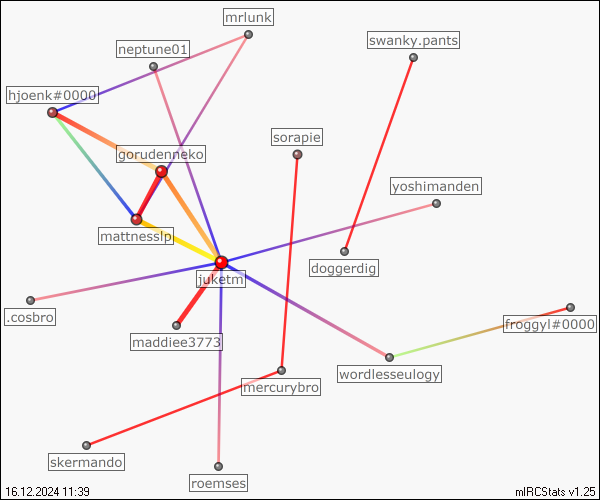 mrlunk
swanky.pants
neptune01
hjoenk#0000
sorapie
gorudenneko
yoshimanden
mattnesslp
doggerdig
juketm
.cosbro
froggyl#0000
maddiee3773
wordlesseulogy
mercurybro
skermando
roemses
16.12.2024 11:39
mIRCStats v1.25